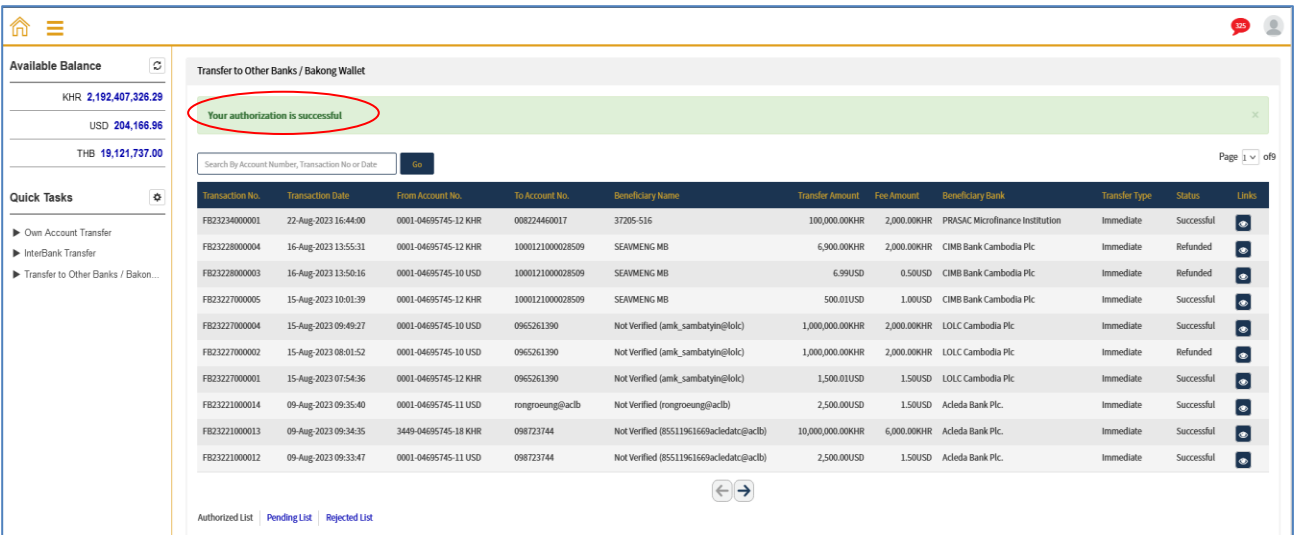 325
Available Balance
KHR 2,192,407,326.29
USD 204,166.96
THB 19,121,737.00
Quick Tasks
Own Account Transfer
InterBank Transfer
Transfer to Other Banks / Bakon...
Transfer to Other Banks / Bakong Wallet
Your authorization is successful
×
Search By Account Number, Transaction No or Date Go
Page 1 of9
Transaction No. Transaction Date From Account No. To Account No. Beneficiary Name Transfer Amount Fee Amount Beneficiary Bank Transfer Type Status Links
FB23234000001 22-Aug-2023 16:44:00 0001-04695745-12 KHR 008224460017 37205-516 100,000.00KHR 2,000.00KHR PRASAC Microfinance Institution Immediate Successful
FB23228000004 16-Aug-2023 13:55:31 0001-04695745-12 KHR 1000121000028509 SEAVMENG MB 6,900.00KHR 2,000.00KHR CIMB Bank Cambodia Plc Immediate Refunded
FB23228000003 16-Aug-2023 13:50:16 0001-04695745-10 USD 1000121000028509 SEAVMENG MB 6.99USD 0.50USD CIMB Bank Cambodia Plc Immediate Refunded
FB23227000005 15-Aug-2023 10:01:39 0001-04695745-12 KHR 1000121000028509 SEAVMENG MB 500.01USD 1.00USD CIMB Bank Cambodia Plc Immediate Successful
FB23227000004 15-Aug-2023 09:49:27 0001-04695745-10 USD 0965261390 Not Verified (amk_sambatyin@lolc) 1,000,000.00KHR 2,000.00KHR LOLC Cambodia Plc Immediate Successful
FB23227000002 15-Aug-2023 08:01:52 0001-04695745-10 USD 0965261390 Not Verified (amk_sambatyin@lolc) 1,000,000.00KHR 2,000.00KHR LOLC Cambodia Plc Immediate Refunded
FB23227000001 15-Aug-2023 07:54:36 0001-04695745-12 KHR 0965261390 Not Verified (amk_sambatyin@lolc) 1,500.01USD 1.50USD LOLC Cambodia Plc Immediate Successful
FB23221000014 09-Aug-2023 09:35:40 0001-04695745-11 USD rongroeung@aclb Not Verified (rongroeung@aclb) 2,500.00USD 1.50USD Acleda Bank Plc. Immediate Successful
FB23221000013 09-Aug-2023 09:34:35 3449-04695745-18 KHR 098723744 Not Verified (85511961669acledatc@aclb) 10,000,000.00KHR 6,000.00KHR Acleda Bank Plc. Immediate Successful
FB23221000012 09-Aug-2023 09:33:47 0001-04695745-11 USD 098723744 Not Verified (85511961669acledatc@aclb) 2,500.00USD 1.50USD Acleda Bank Plc. Immediate Successful
Authorized List Pending List Rejected List